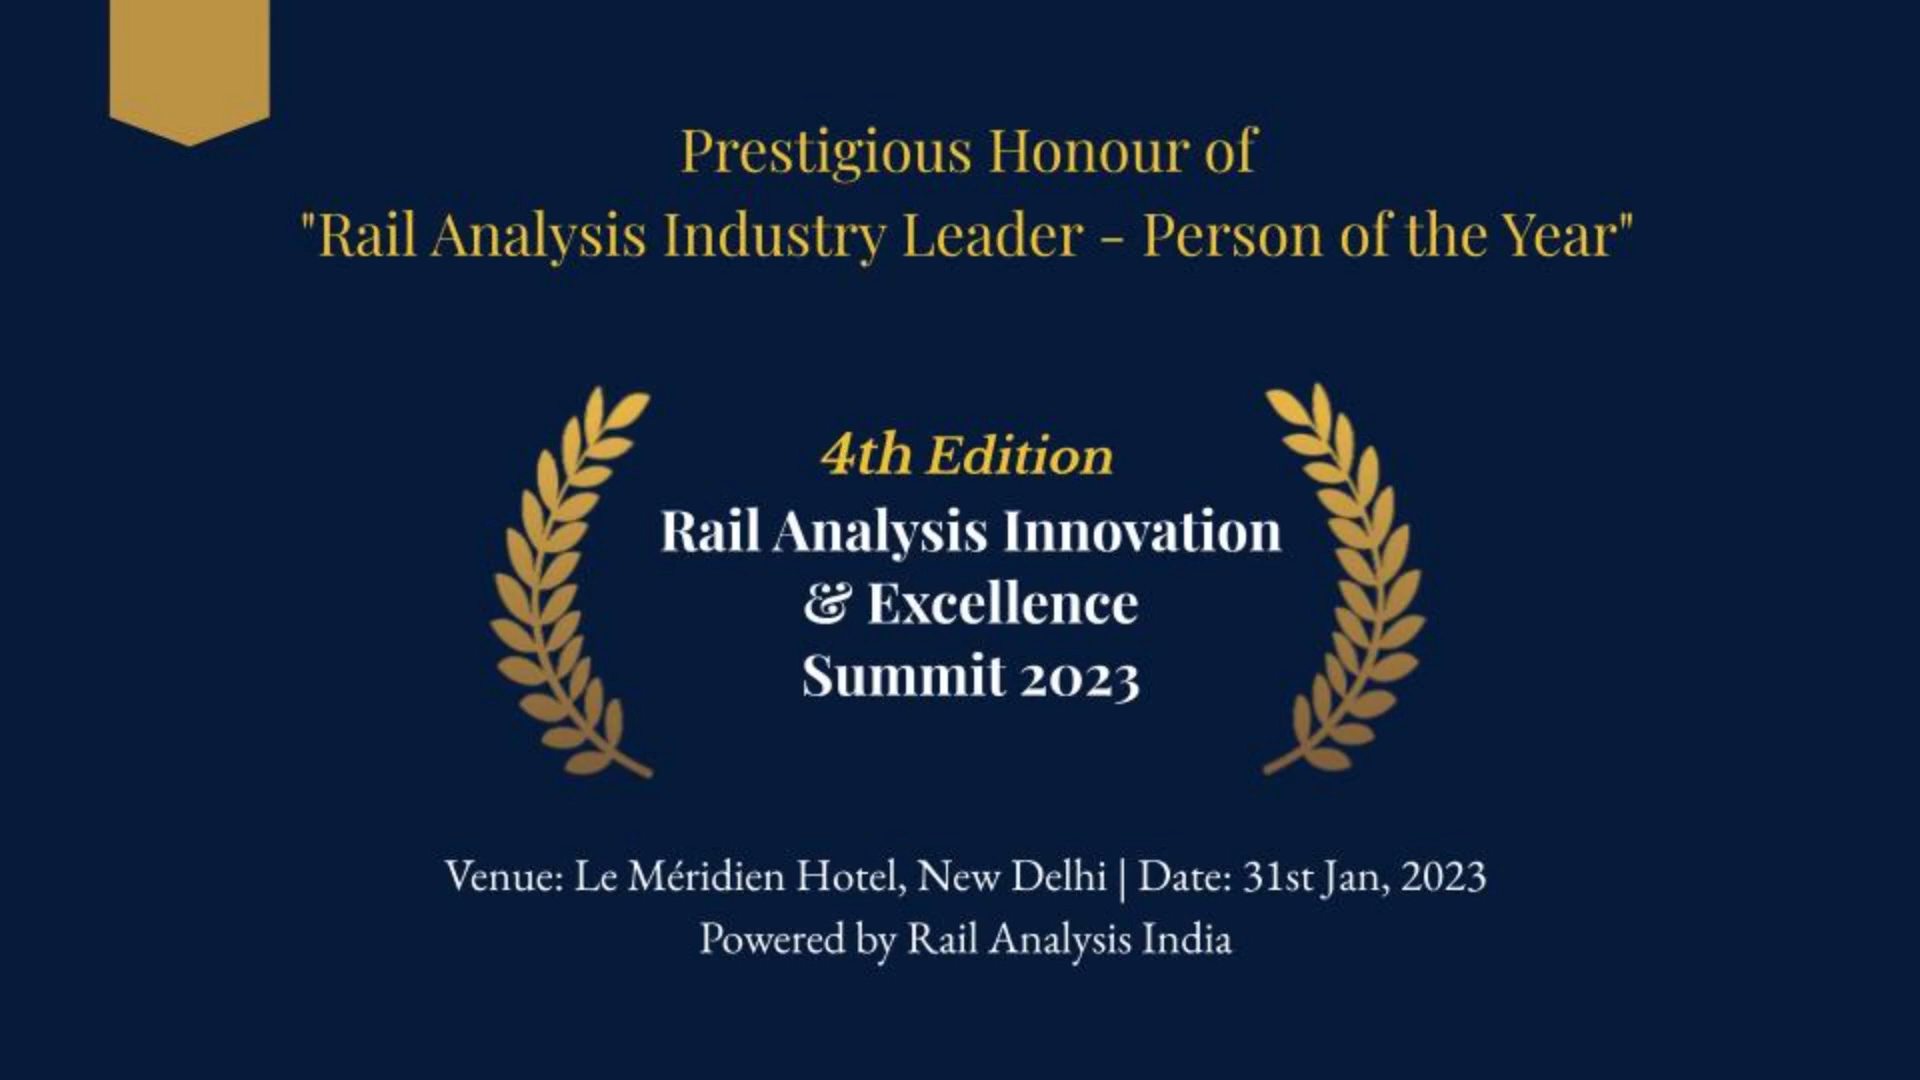 Prestigious Honour of
"Rail Analysis Industry Leader - Person of the Year"
4th Edition
Rail Analysis Innovation
& Excellence
Summit 2023
Venue: Le Méridien Hotel, New Delhi | Date: 31st Jan, 2023
Powered by Rail Analysis India